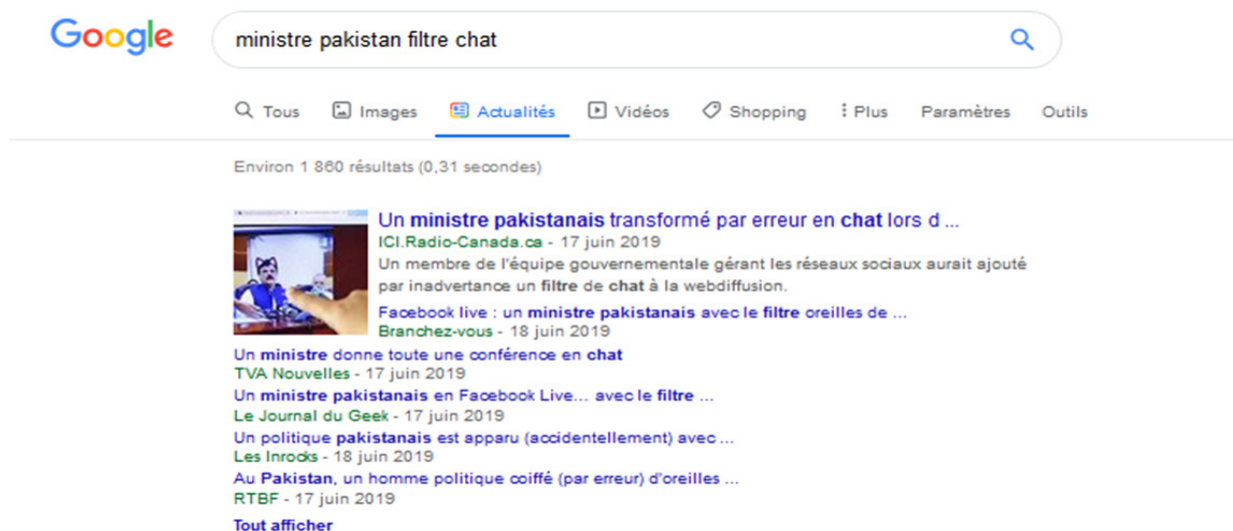 Google
ministre pakistan filtre chat
Tous Images Actualités Vidéos Shopping Plus Paramètres Outils
Environ 1 860 résultats (0,31 secondes)
Un ministre pakistanais transformé par erreur en chat lors d ...
ICI.Radio-Canada.ca - 17 juin 2019
Un membre de l'équipe gouvernementale gérant les réseaux sociaux aurait ajouté
par inadvertance un filtre de chat à la webdiffusion.
Facebook live : un ministre pakistanais avec le filtre oreilles de ...
Branchez-vous - 18 juin 2019
Un ministre donne toute une conférence en chat
TVA Nouvelles - 17 juin 2019
Un ministre pakistanais en Facebook Live... avec le filtre ...
Le Journal du Geek - 17 juin 2019
Un politique pakistanais est apparu (accidentellement) avec ...
Les Inrocks - 18 juin 2019
Au Pakistan, un homme politique coiffé (par erreur) d'oreilles ...
RTBF - 17 juin 2019
Tout afficher